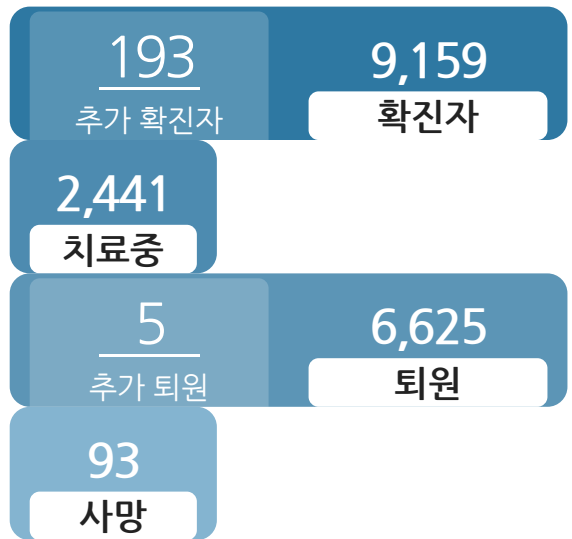 193
추가 확진자
9,159
확진자
2,441
치료중
5
추가 퇴원
6,625
퇴원
93
사망